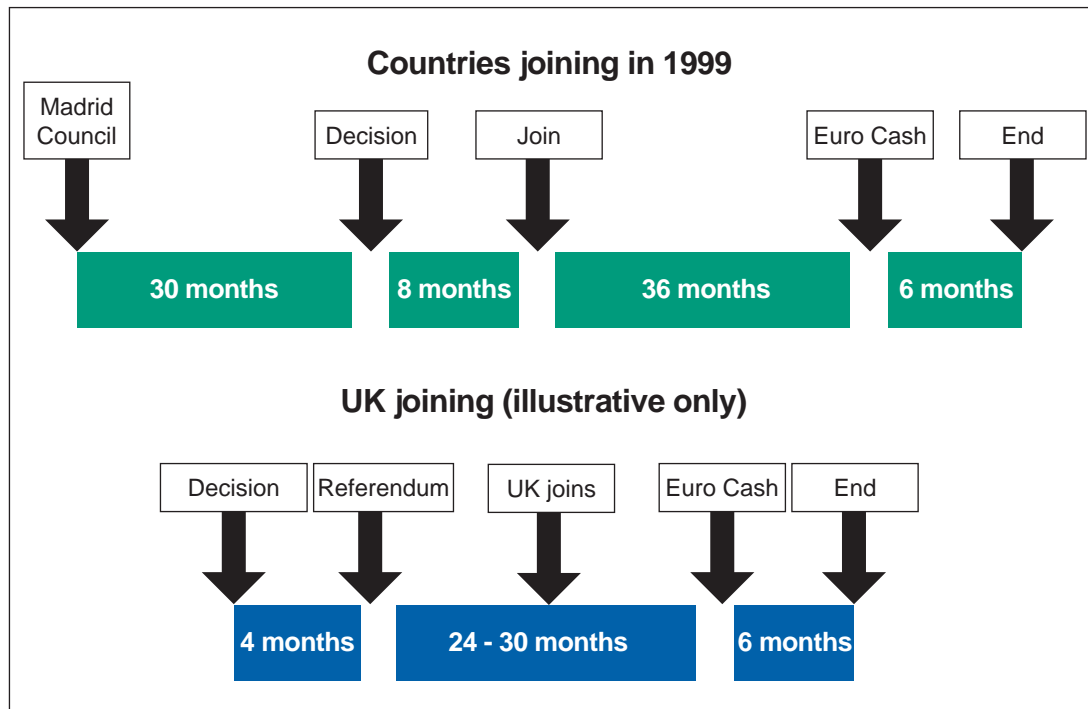 Countries joining in 1999
Madrid
Council
Decision
Join
Euro Cash
End
30 months
8 months
36 months
6 months
UK joining (illustrative only)
Decision
Referendum
UK joins
Euro Cash
End
4 months
24 - 30 months
6 months